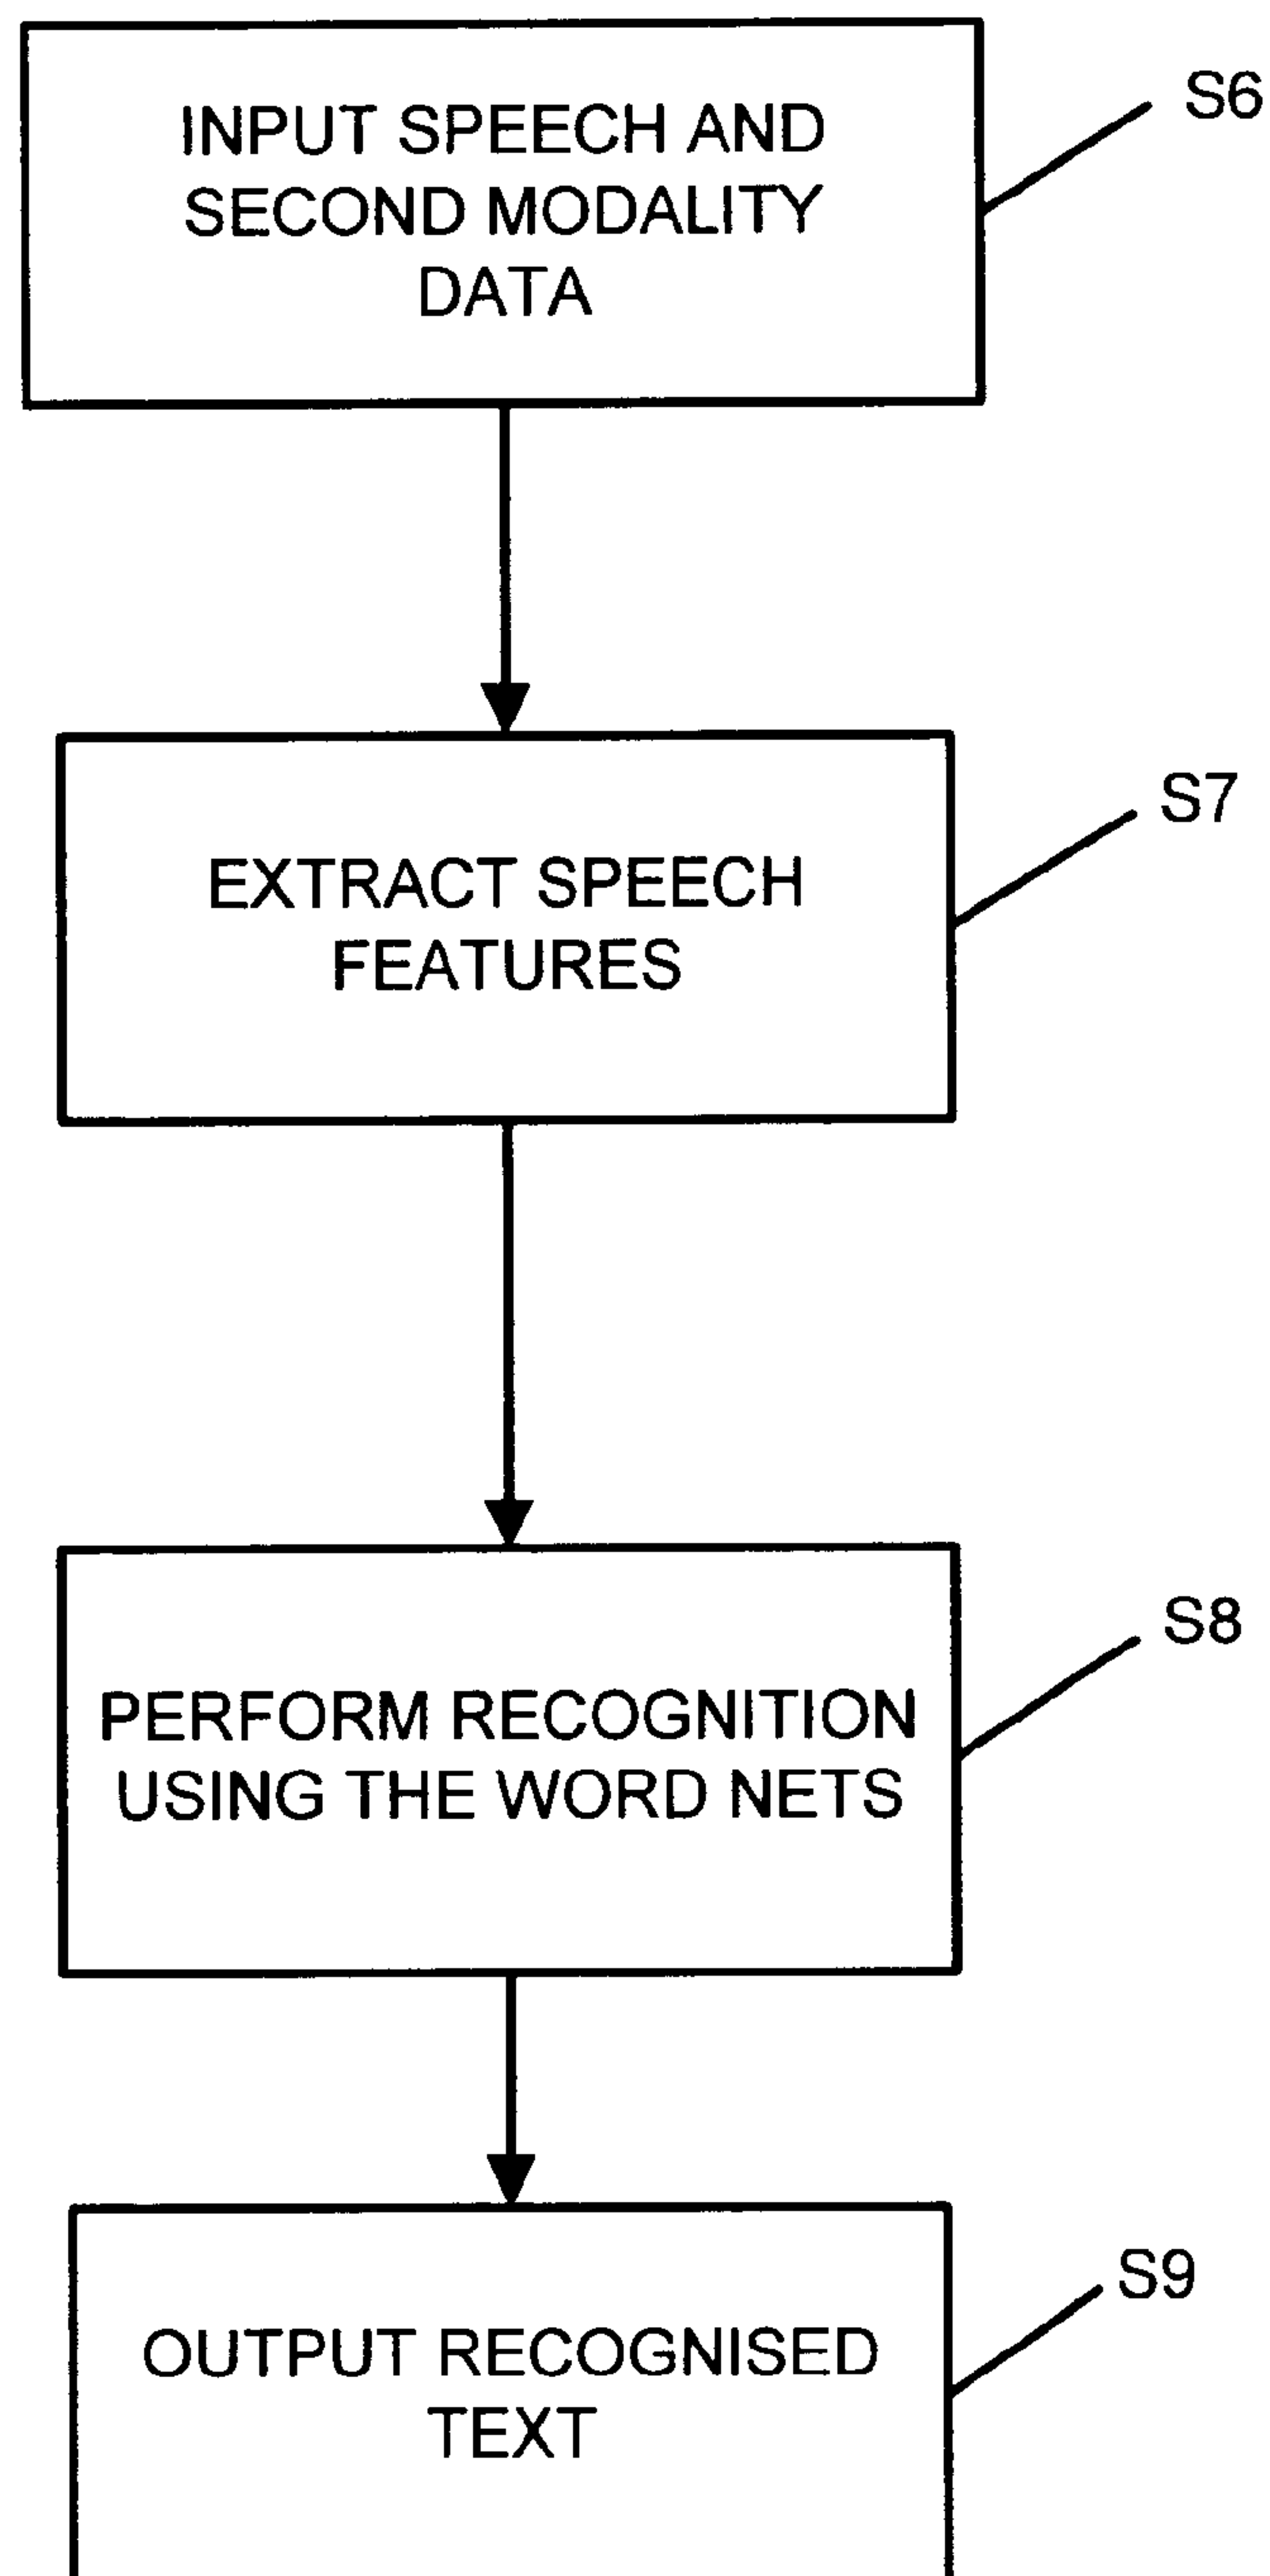 INPUT SPEECH AND
SECOND MODALITY
DATA
S6
EXTRACT SPEECH
FEATURES
S7
PERFORM RECOGNITION
USING THE WORD NETS
S8
OUTPUT RECOGNISED
TEXT
S9